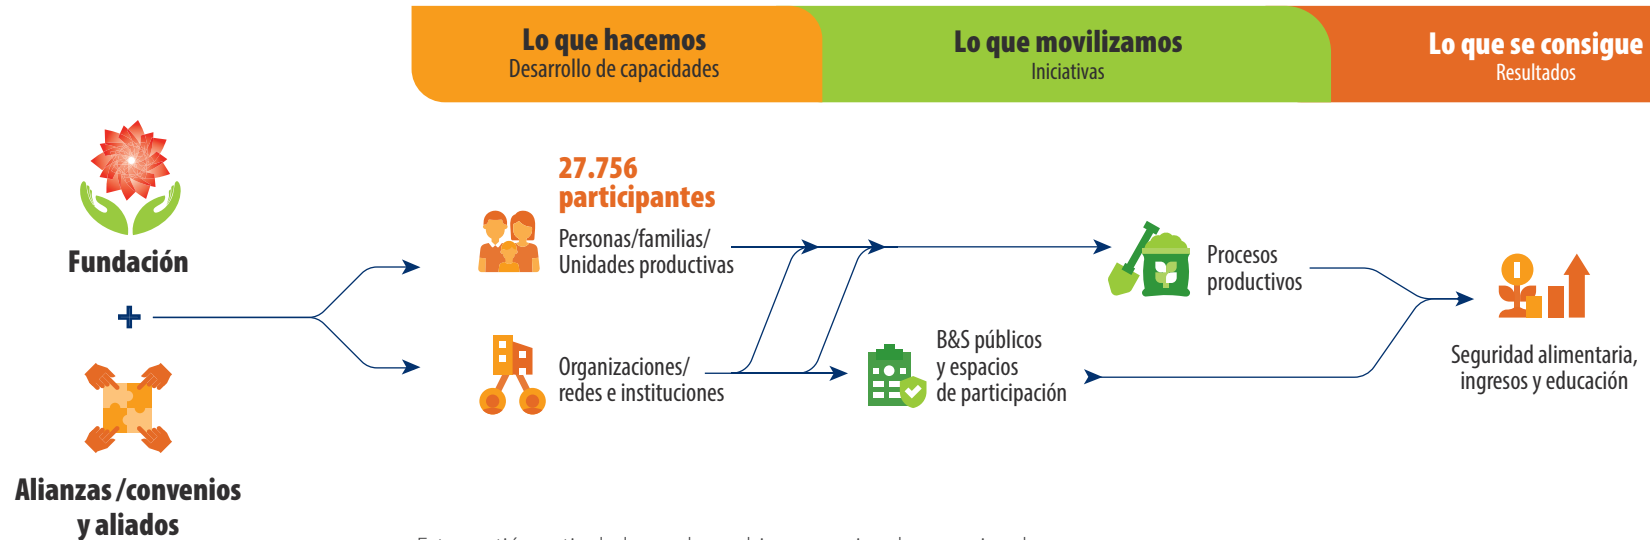 Lo que hacemos
Desarrollo de capacidades
Lo que movilizamos
Iniciativas
Lo que se consigue
Resultados
Fundación
Alianzas /convenios
y aliados
27.756
participantes
Personas/familias/
Unidades productivas
Organizaciones/
redes e instituciones
B&S públicos
y espacios
de participación
Procesos
productivos
Seguridad alimentaria,
ingresos y educación